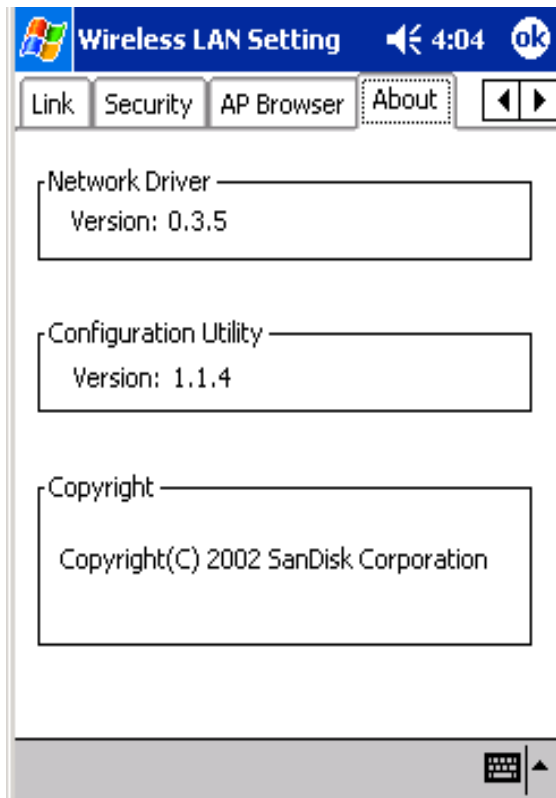 Wireless LAN Setting 4:04 ok
Link Security AP Browser About
Network Driver
Version: 0.3.5
Configuration Utility
Version: 1.1.4
Copyright
Copyright(C) 2002 SanDisk Corporation